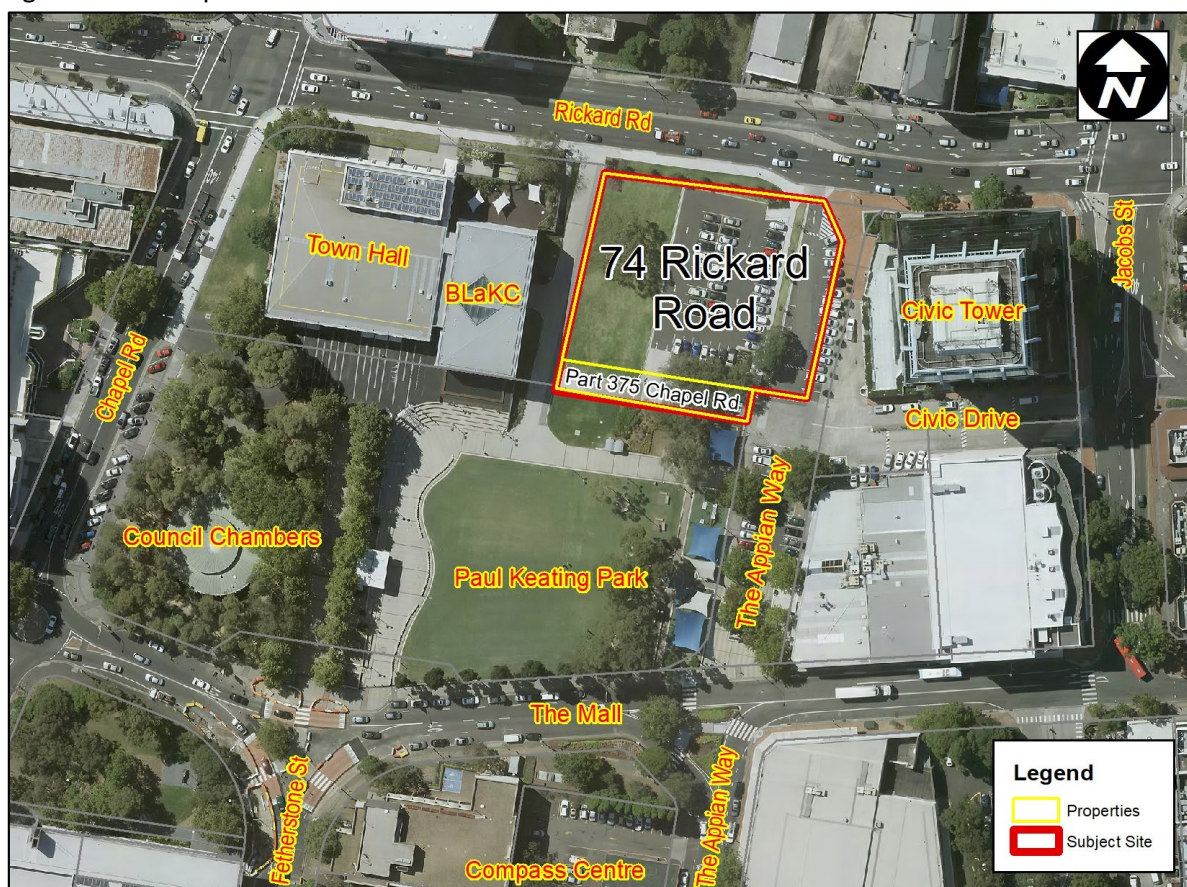 Rickard Rd
N
Town Hall
BLaKC
74 Rickard
Road
Civic Tower
Jacobs St
Chapel Rd
Part 375 Chapel Rd
Civic Drive
Council Chambers
Paul Keating Park
The Appian Way
The Mall
Fetherstone St
The Appian Way
Compass Centre
Legend
Properties
Subject Site